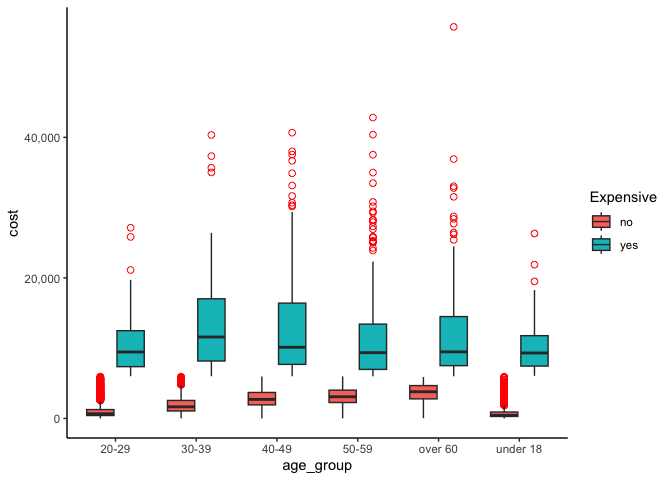 40,000
20,000
0
cost
20-29 30-39 40-49 50-59 over 60 under 18
age_group
Expensive
no
yes